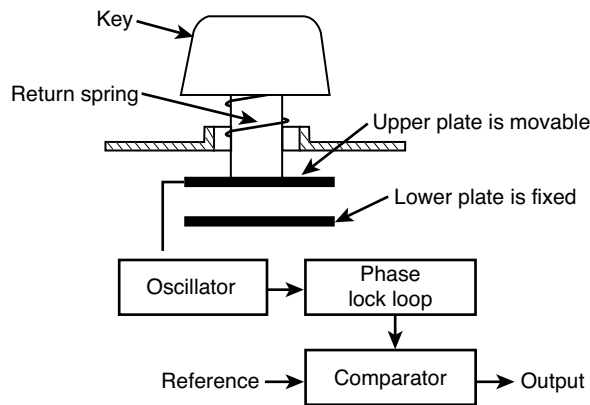 Key
Return spring
Upper plate is movable
Lower plate is fixed
Oscillator
Phase
lock loop
Reference
Comparator
Output